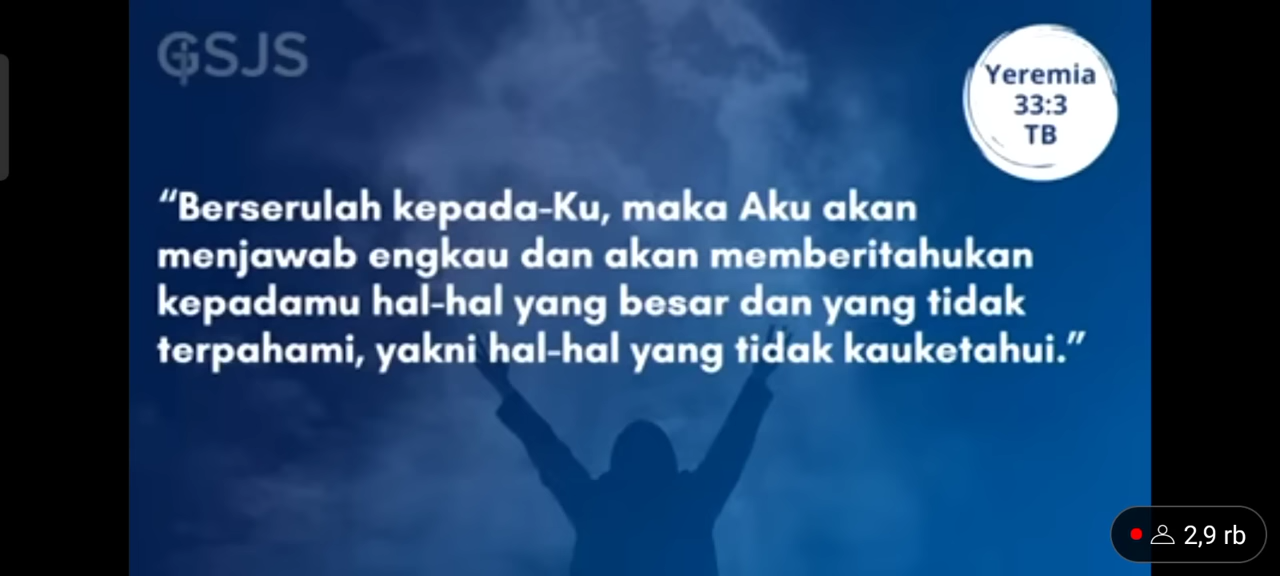 GSJS
Yeremia
33:3
TB
“Berserulah kepada-Ku, maka Aku akan
menjawab engkau dan akan memberitahukan
kepadamu hal-hal yang besar dan yang tidak
terpahami, yakni hal-hal yang tidak kauketahui.”
2,9 rb